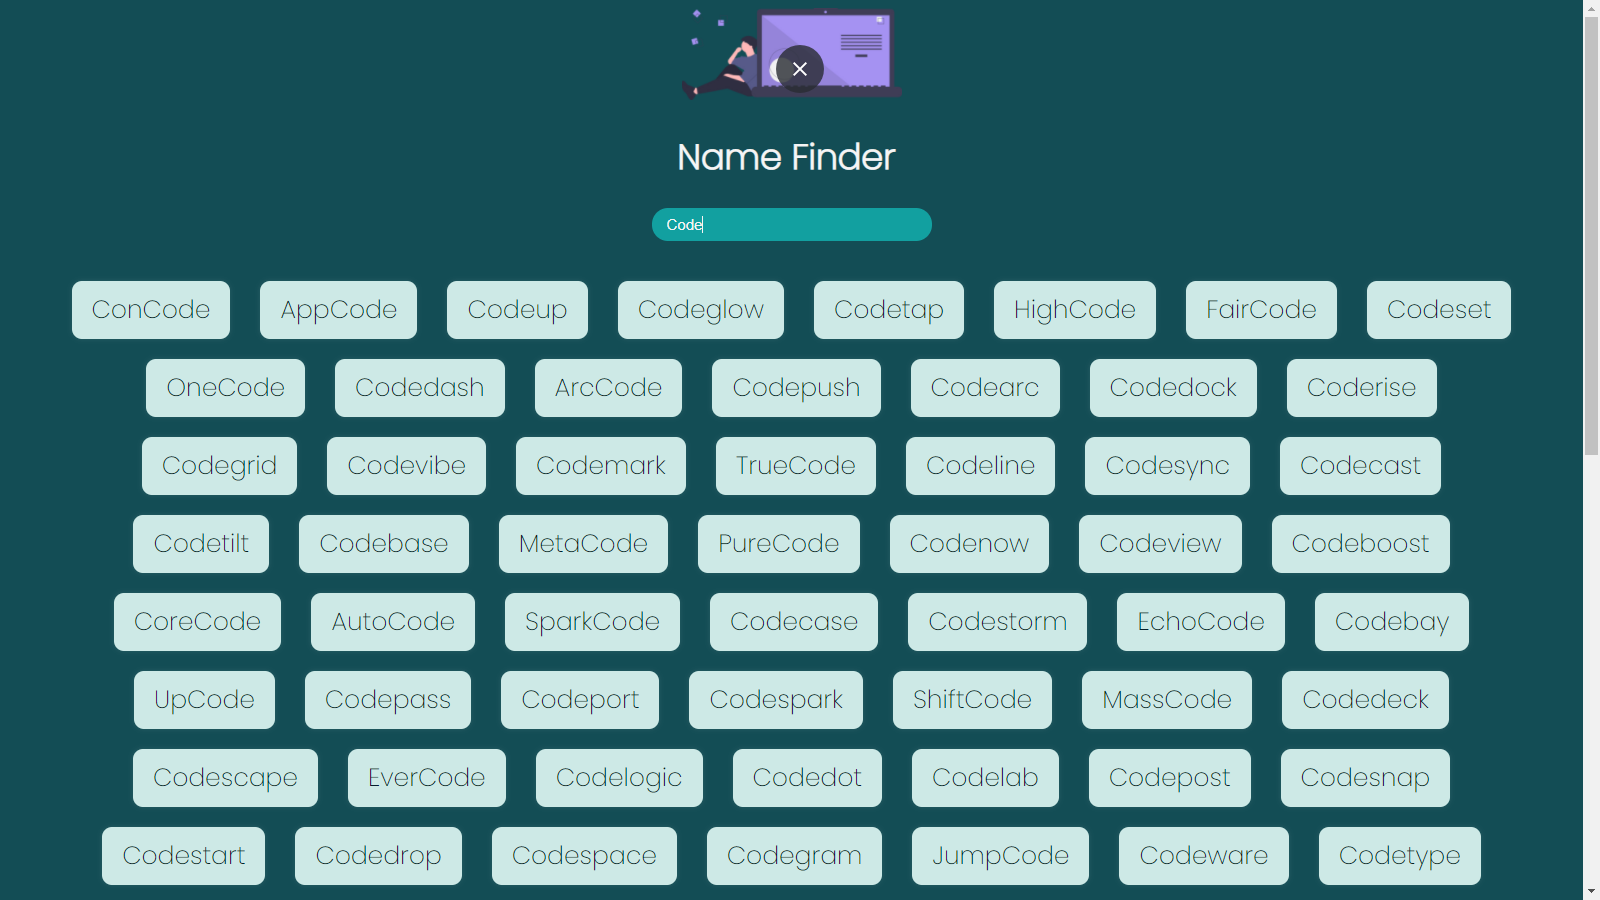 Name Finder
Code
ConCode AppCode Codeup Codeglow Codetap HighCode FairCode Codeset
OneCode Codedash ArcCode Codepush Codearc Codedock Coderise
Codegrid Codevibe Codemark TrueCode Codeline Codesync Codecast
Codetilt Codebase MetaCode PureCode Codenow Codeview Codeboost
CoreCode AutoCode SparkCode Codecase Codestorm EchoCode Codebay
UpCode Codepass Codeport Codespark ShiftCode MassCode Codedeck
Codescape EverCode Codelogic Codedot Codelab Codepost Codesnap
Codestart Codedrop Codespace Codegram JumpCode Codeware Codetype